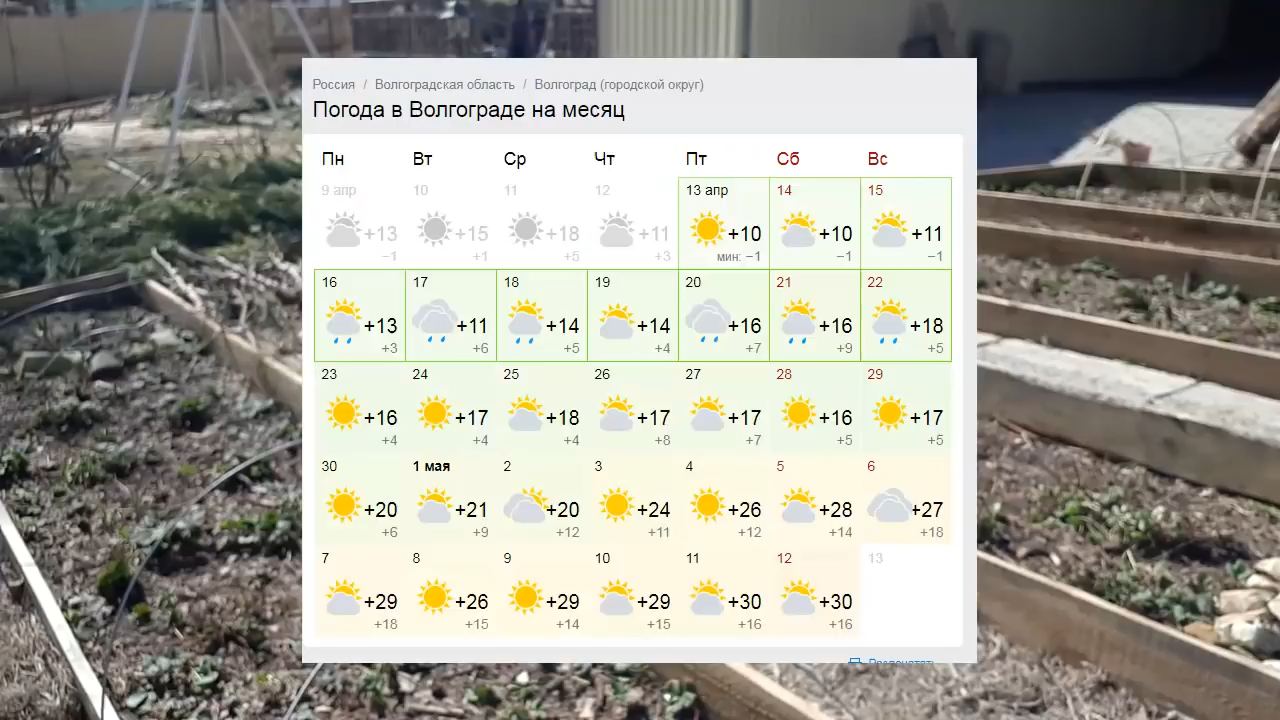 Россия / Волгоградская область / Волгоград (городской округ)
Погода в Волгограде на месяц
Пн Вт Ср Чт Пт Сб Вс
9 апр 10 11 12 13 апр 14 15
+13 +15 +18 +11 +10 +10 +11
−1 +1 +5 +3 мин: −1 −1 −1
16 17 18 19 20 21 22
+13 +11 +14 +14 +16 +16 +18
+3 +6 +5 +4 +7 +9 +5
23 24 25 26 27 28 29
+16 +17 +18 +17 +17 +16 +17
+4 +4 +4 +8 +7 +5 +5
30 1 мая 2 3 4 5 6
+20 +21 +20 +24 +26 +28 +27
+6 +9 +12 +11 +12 +14 +18
7 8 9 10 11 12 13
+29 +26 +29 +29 +30 +30
+18 +15 +14 +15 +16 +16